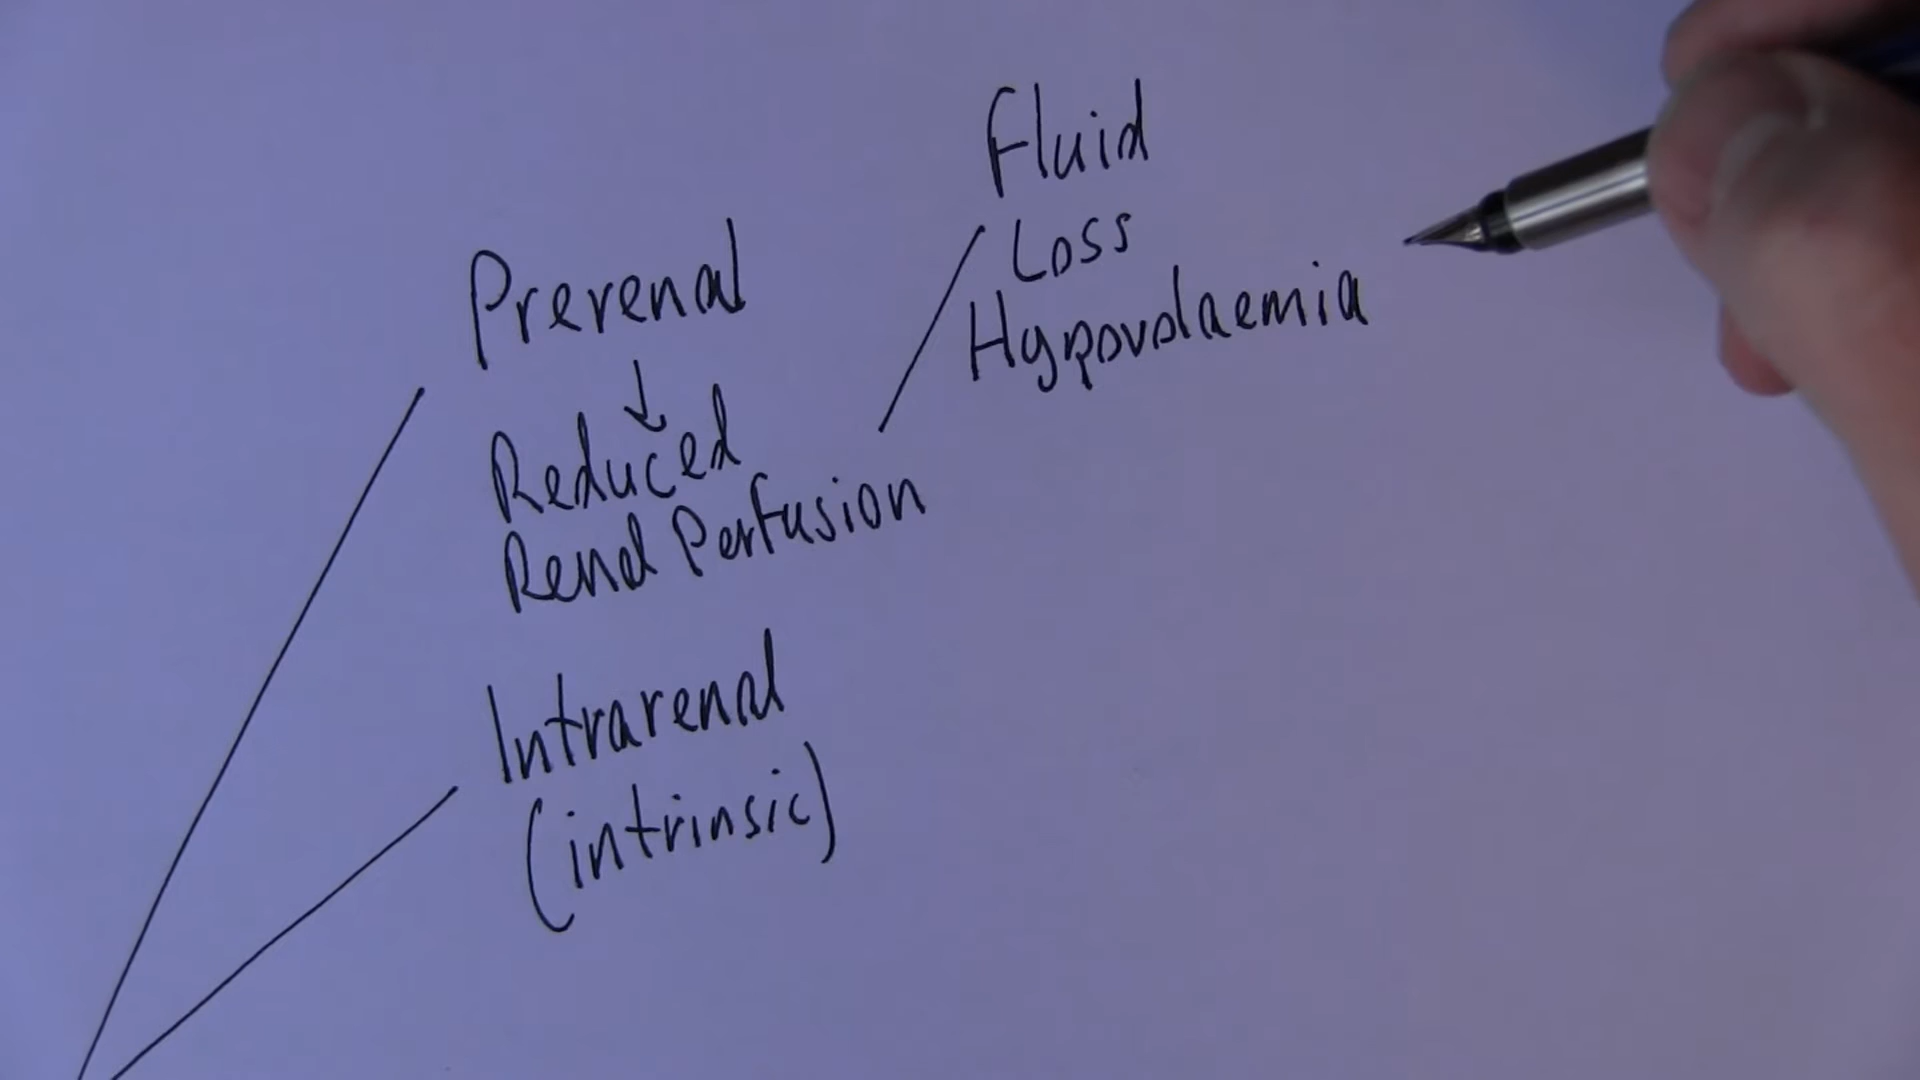 Prerenal
↓
Reduced
Renal Perfusion
Fluid
Loss
Hypovolaemia
Intrarenal
(intrinsic)